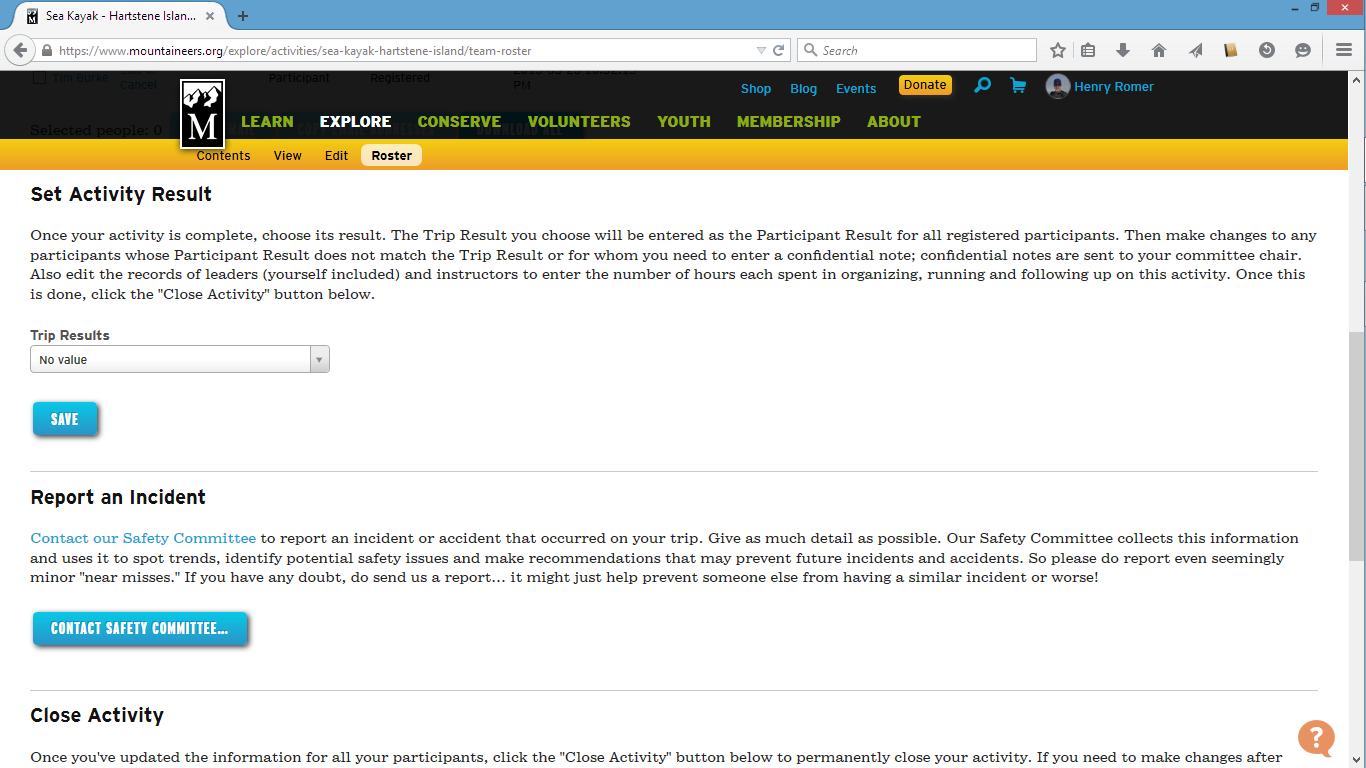 Sea Kayak - Hartstene Islan...
https://www.mountaineers.org/explore/activities/sea-kayak-hartstene-island/team-roster
Search
Tim Burke
Cancel
Participant
Registered
PM
Shop
Blog
Events
Donate
Henry Romer
Selected people: 0
M
LEARN
EXPLORE
CONSERVE
VOLUNTEERS
YOUTH
MEMBERSHIP
ABOUT
Contents
View
Edit
Roster
Set Activity Result
Once your activity is complete, choose its result. The Trip Result you choose will be entered as the Participant Result for all registered participants. Then make changes to any
participants whose Participant Result does not match the Trip Result or for whom you need to enter a confidential note; confidential notes are sent to your committee chair.
Also edit the records of leaders (yourself included) and instructors to enter the number of hours each spent in organizing, running and following up on this activity. Once this
is done, click the "Close Activity" button below.
Trip Results
No value
SAVE
Report an Incident
Contact our Safety Committee to report an incident or accident that occurred on your trip. Give as much detail as possible. Our Safety Committee collects this information
and uses it to spot trends, identify potential safety issues and make recommendations that may prevent future incidents and accidents. So please do report even seemingly
minor "near misses." If you have any doubt, do send us a report... it might just help prevent someone else from having a similar incident or worse!
CONTACT SAFETY COMMITTEE...
Close Activity
Once you've updated the information for all your participants, click the "Close Activity" button below to permanently close your activity. If you need to make changes after
?